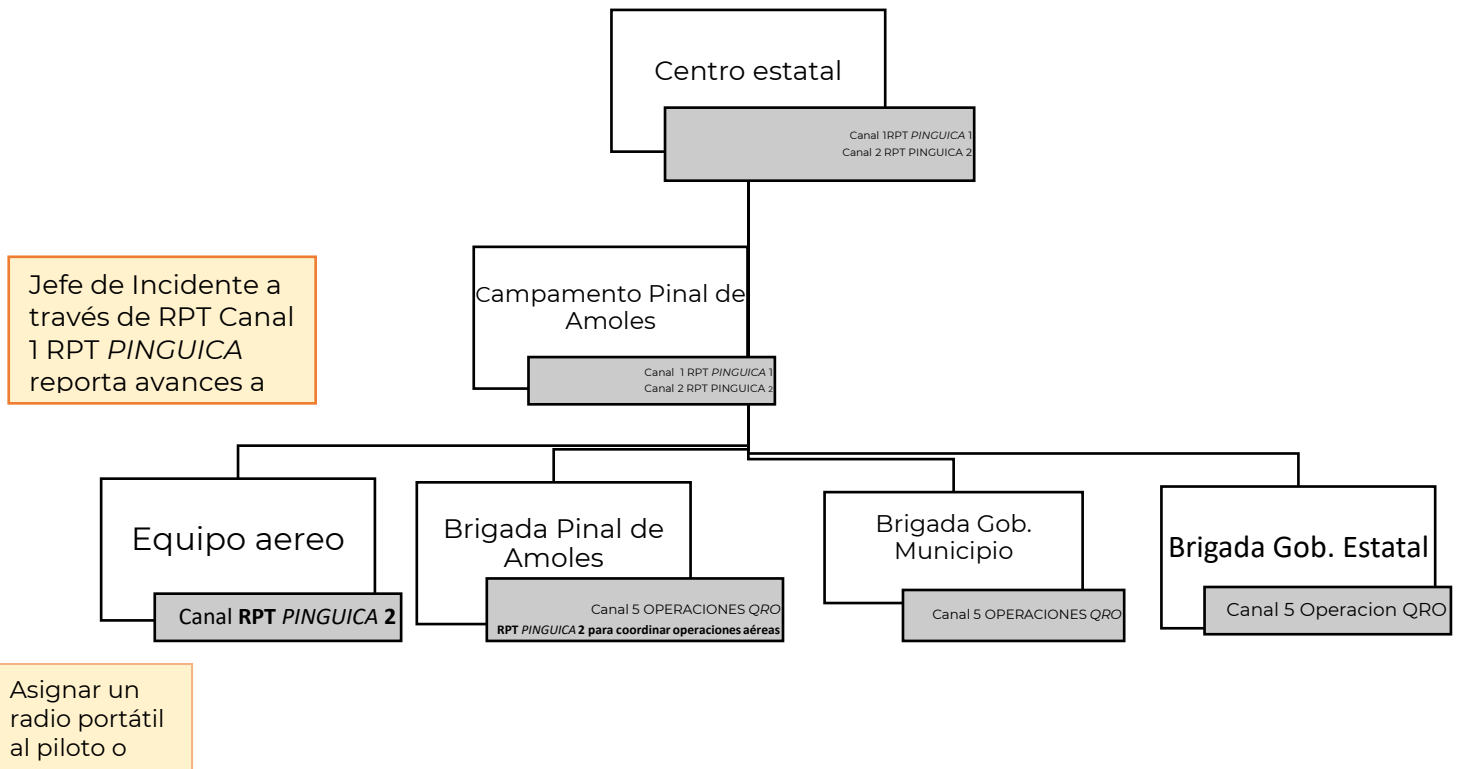 Centro estatal
Canal 1RPT PINGUICA 1
Canal 2 RPT PINGUICA 2
Jefe de Incidente a
través de RPT Canal
1 RPT PINGUICA
reporta avances a
Campamento Pinal de
Amoles
Canal 1 RPT PINGUICA 1
Canal 2 RPT PINGUICA 2
Equipo aereo
Canal RPT PINGUICA 2
Brigada Pinal de
Amoles
Canal 5 OPERACIONES QRO
RPT PINGUICA 2 para coordinar operaciones aéreas
Brigada Gob.
Municipio
Canal 5 OPERACIONES QRO
Brigada Gob. Estatal
Canal 5 Operacion QRO
Asignar un
radio portátil
al piloto o